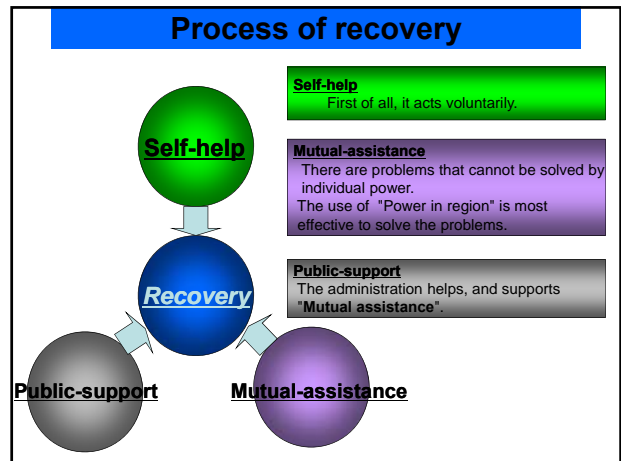 Process of recovery
Self-help
First of all, it acts voluntarily.
Mutual-assistance
There are problems that cannot be solved by
individual power.
The use of "Power in region" is most
effective to solve the problems.
Public-support
The administration helps, and supports
"Mutual assistance".
Self-help
Recovery
Public-support
Mutual-assistance